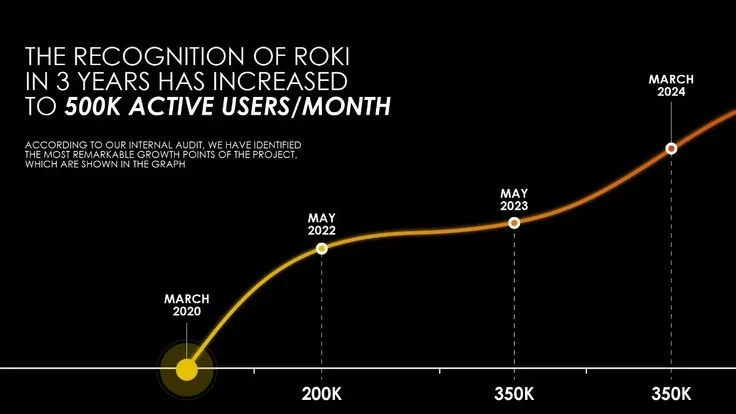 THE RECOGNITION OF ROKI
IN 3 YEARS HAS INCREASED
TO 500K ACTIVE USERS/MONTH
ACCORDING TO OUR INTERNAL AUDIT, WE HAVE IDENTIFIED
THE MOST REMARKABLE GROWTH POINTS OF THE PROJECT,
WHICH ARE SHOWN IN THE GRAPH
MARCH
2020
MAY
2022
MAY
2023
MARCH
2024
200K
350K
350K